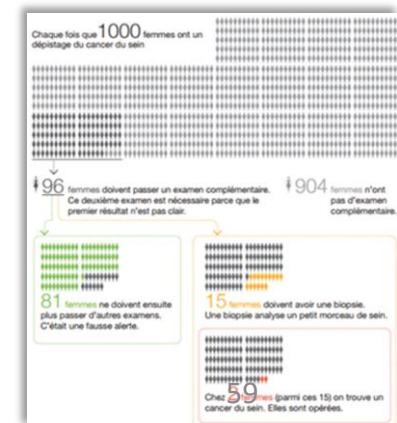 Chaque fois que 1000 femmes ont un
dépistage du cancer du sein
96 femmes doivent passer un examen complémentaire.
Ce deuxième examen est nécessaire parce que le
premier résultat n'est pas clair.
904 femmes n'ont
pas d'examen
complémentaire.
81 femmes ne doivent ensuite
plus passer d'autres examens.
C'était une fausse alerte.
15 femmes doivent avoir une biopsie.
Une biopsie analyse un petit morceau de sein.
59
Chez femmes (parmi ces 15) on trouve un
cancer du sein. Elles sont opérées.